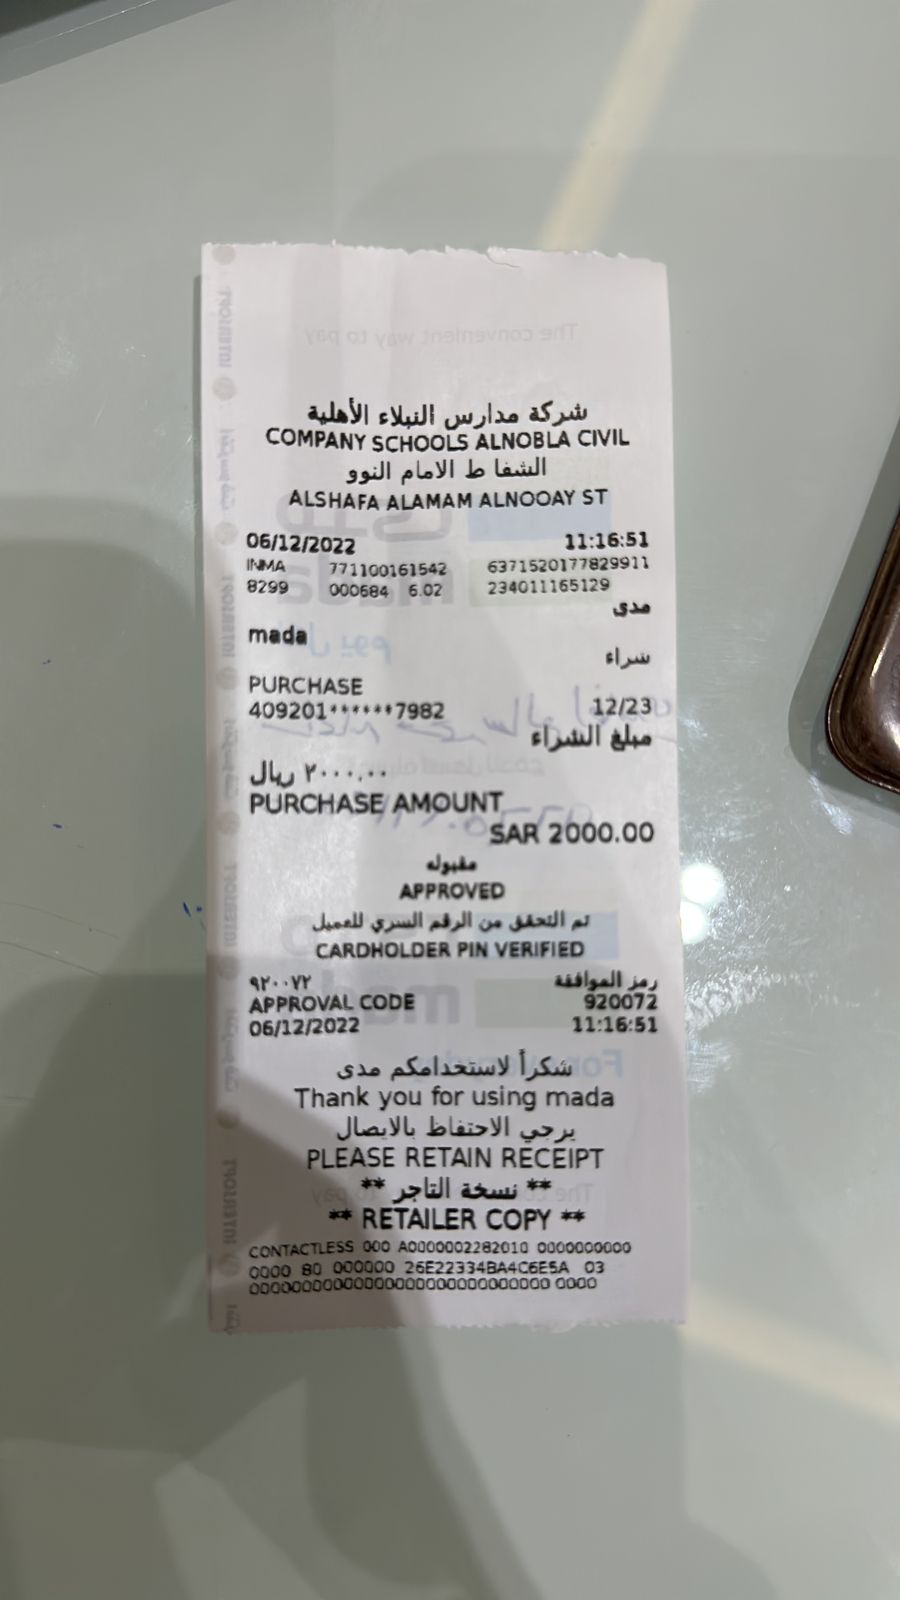 شركة مدارس النبلاء الأهلية
COMPANY SCHOOLS ALNOBLA CIVIL
الشفا ط الامام النوو
ALSHAFA ALAMAM ALNOOAY ST
06/12/2022 11:16:51
INMA 771100161542 6371520177829911
8299 000684 6.02 234011165129
مدى
mada
شراء
PURCHASE
409201******7982 12/23
مبلغ الشراء
٢٠٠٠.٠٠ ريال
PURCHASE AMOUNT
SAR 2000.00
مقبوله
APPROVED
تم التحقق من الرقم السري للعميل
CARDHOLDER PIN VERIFIED
رمز الموافقة ٩٢٠٠٧٢
APPROVAL CODE 920072
06/12/2022 11:16:51
شكراً لاستخدامكم مدى
Thank you for using mada
يرجي الاحتفاظ بالايصال
PLEASE RETAIN RECEIPT
** نسخة التاجر **
** RETAILER COPY **
CONTACTLESS 000 A0000002282010 0000000000
0000 80 000000 26E22334BA4C6E5A 03